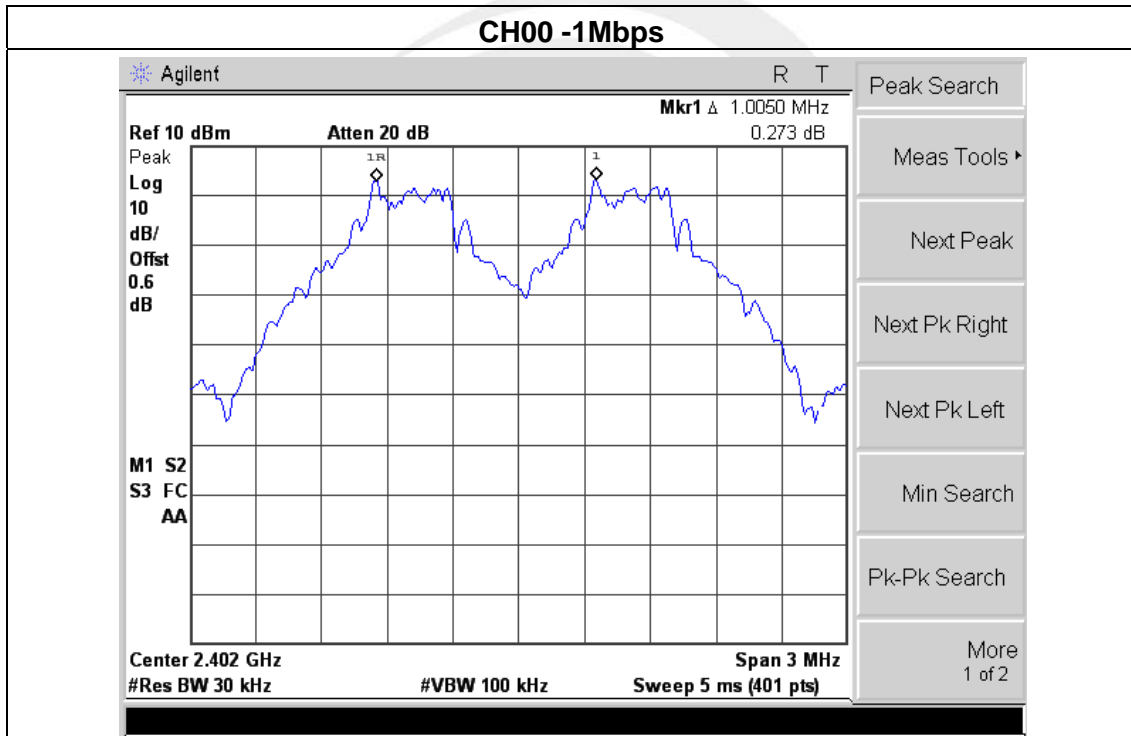 CH00 -1Mbps
Agilent R T
Mkr1 Δ 1.0050 MHz
Ref 10 dBm Atten 20 dB 0.273 dB
Peak
Log
10
dB/
Offst
0.6
dB
1R 1
M1 S2
S3 FC
AA
Center 2.402 GHz Span 3 MHz
#Res BW 30 kHz #VBW 100 kHz Sweep 5 ms (401 pts)
Peak Search
Meas Tools
Next Peak
Next Pk Right
Next Pk Left
Min Search
Pk-Pk Search
More
1 of 2